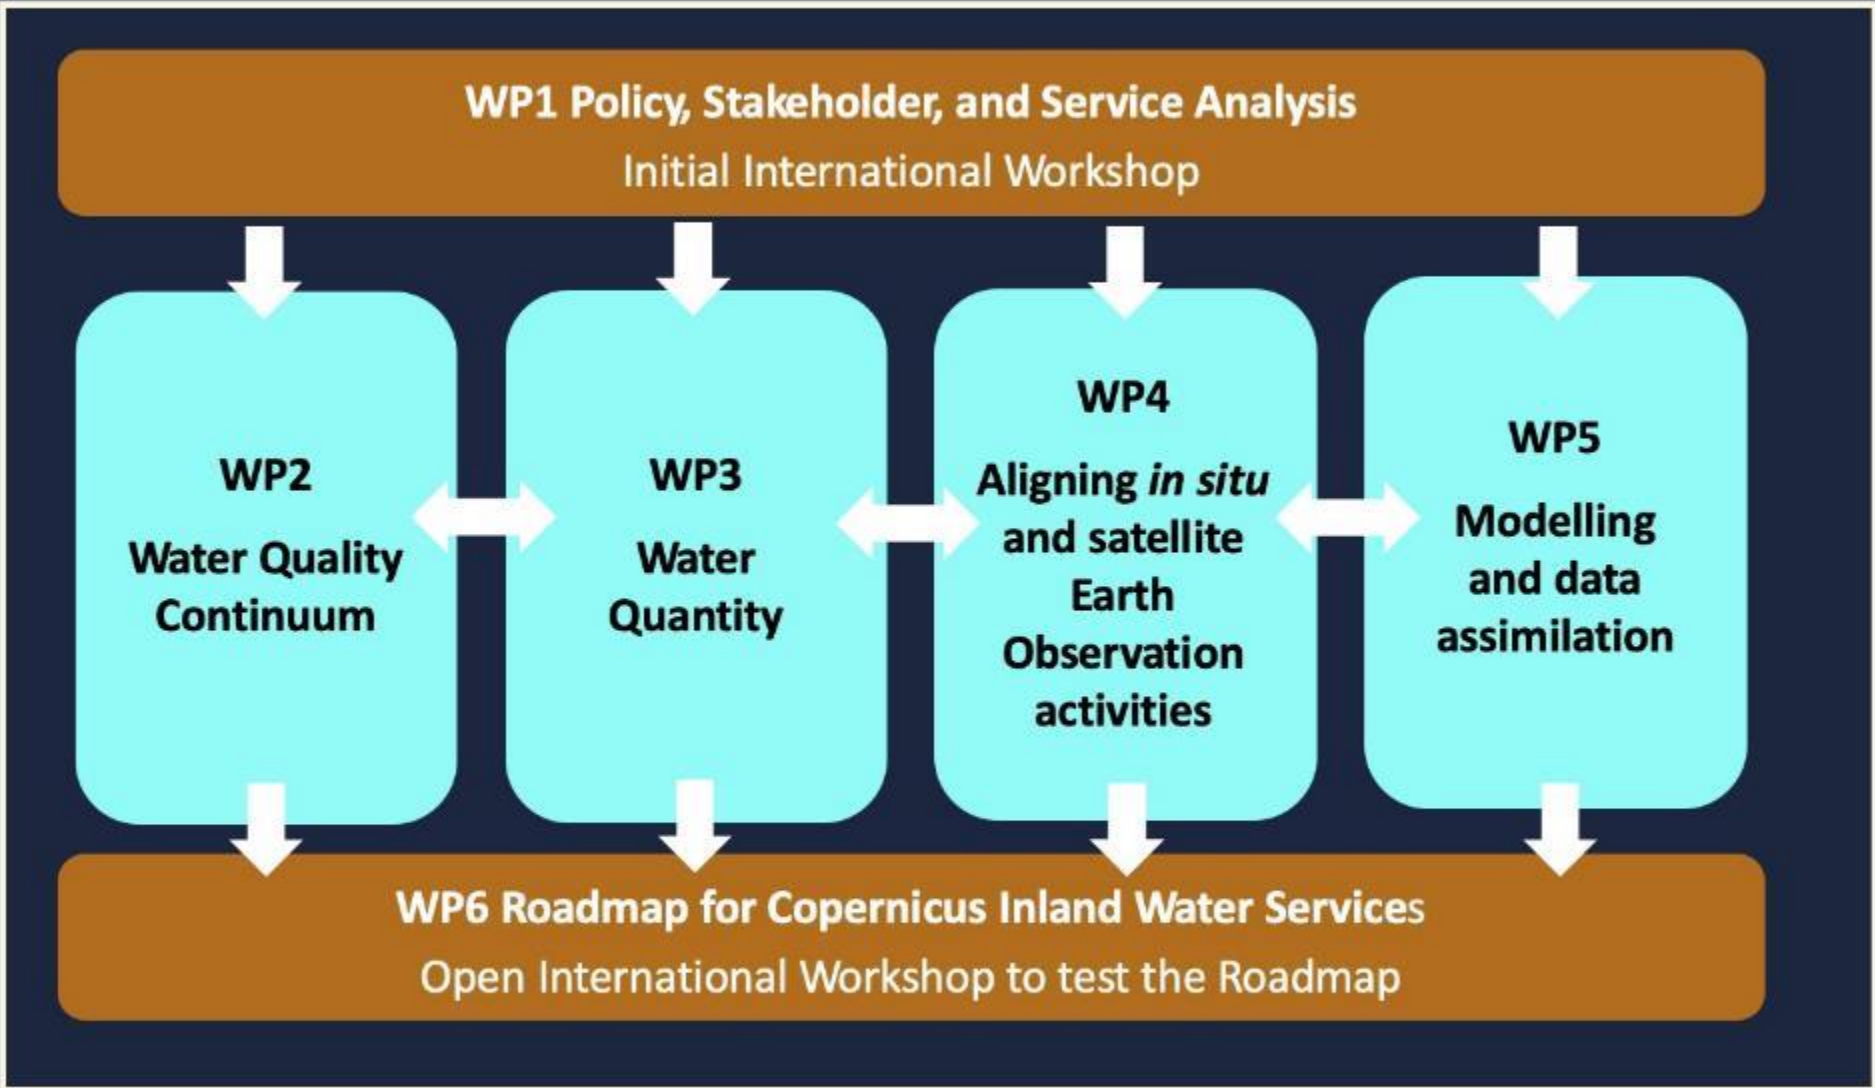 WP1 Policy, Stakeholder, and Service Analysis
Initial International Workshop
WP2
Water Quality
Continuum
WP3
Water
Quantity
WP4
Aligning in situ
and satellite
Earth
Observation
activities
WP5
Modelling
and data
assimilation
WP6 Roadmap for Copernicus Inland Water Services
Open International Workshop to test the Roadmap